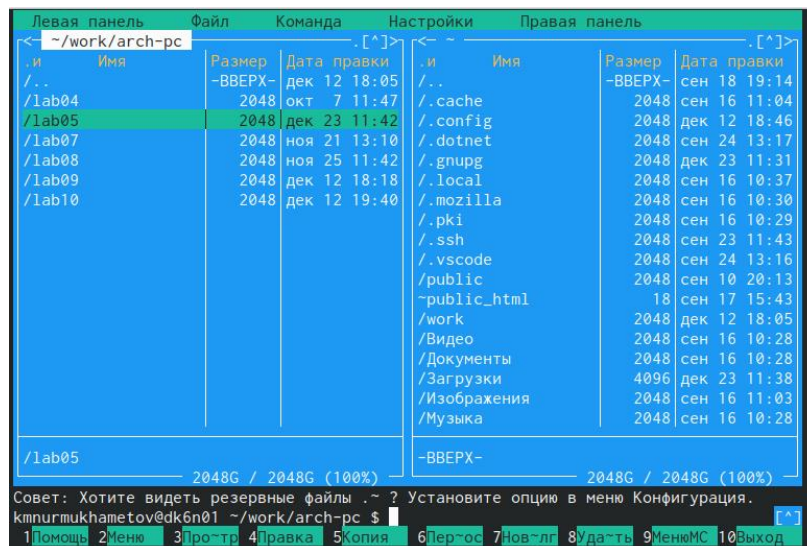 Левая панель Файл Команда Настройки Правая панель
<— ~/work/arch-pc —.[^]>
.и Имя Размер Дата правки
/.. -ВВЕРХ- дек 12 18:05
/lab04 2048 окт 7 11:47
/lab05 2048 дек 23 11:42
/lab07 2048 ноя 21 13:10
/lab08 2048 ноя 25 11:42
/lab09 2048 дек 12 18:18
/lab10 2048 дек 12 19:40
/lab05
2048G / 2048G (100%)
<— ~ —.[^]>
.и Имя Размер Дата правки
/.. -ВВЕРХ- сен 18 19:14
/.cache 2048 сен 16 11:04
/.config 2048 дек 12 18:46
/.dotnet 2048 сен 24 13:17
/.gnupg 2048 дек 23 11:31
/.local 2048 сен 16 10:37
/.mozilla 2048 сен 16 10:30
/.pki 2048 сен 16 10:29
/.ssh 2048 сен 23 11:43
/.vscode 2048 сен 24 13:16
/public 2048 сен 10 20:13
~public_html 18 сен 17 15:43
/work 2048 дек 12 18:05
/Видео 2048 сен 16 10:28
/Документы 2048 сен 16 10:28
/Загрузки 4096 дек 23 11:38
/Изображения 2048 сен 16 11:03
/Музыка 2048 сен 16 10:28
-ВВЕРХ-
2048G / 2048G (100%)
Совет: Хотите видеть резервные файлы .~ ? Установите опцию в меню Конфигурация.
kmnurmukhametov@dk6n01 ~/work/arch-pc $ [^]
1Помощь 2Меню 3Про~тр 4Правка 5Копия 6Пер~ос 7Нов~лг 8Уда~ть 9МенюMC 10Выход